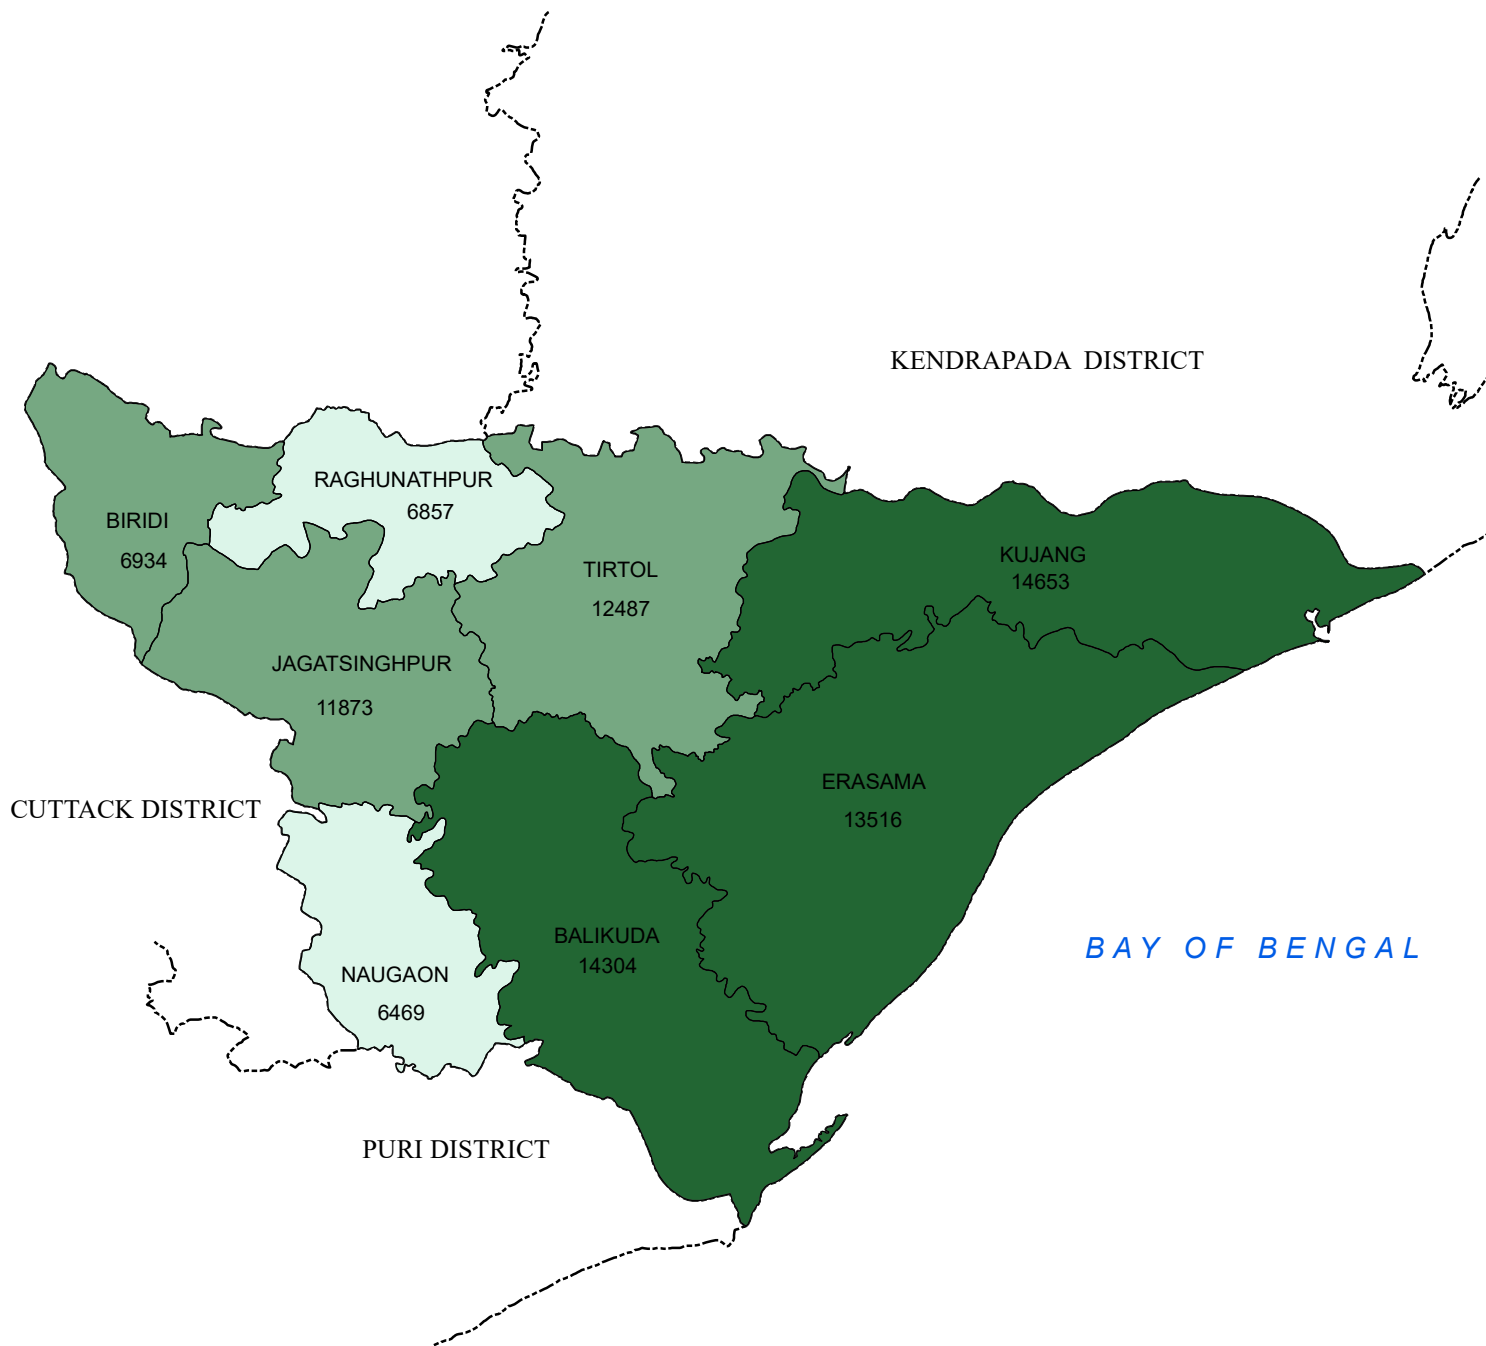 KENDRAPADA DISTRICT
RAGHUNATHPUR
6857
BIRIDI
6934
TIRTOL
12487
KUJANG
14653
JAGATSINGHPUR
11873
ERASAMA
13516
CUTTACK DISTRICT
BALIKUDA
14304
BAY OF BENGAL
NAUGAON
6469
PURI DISTRICT